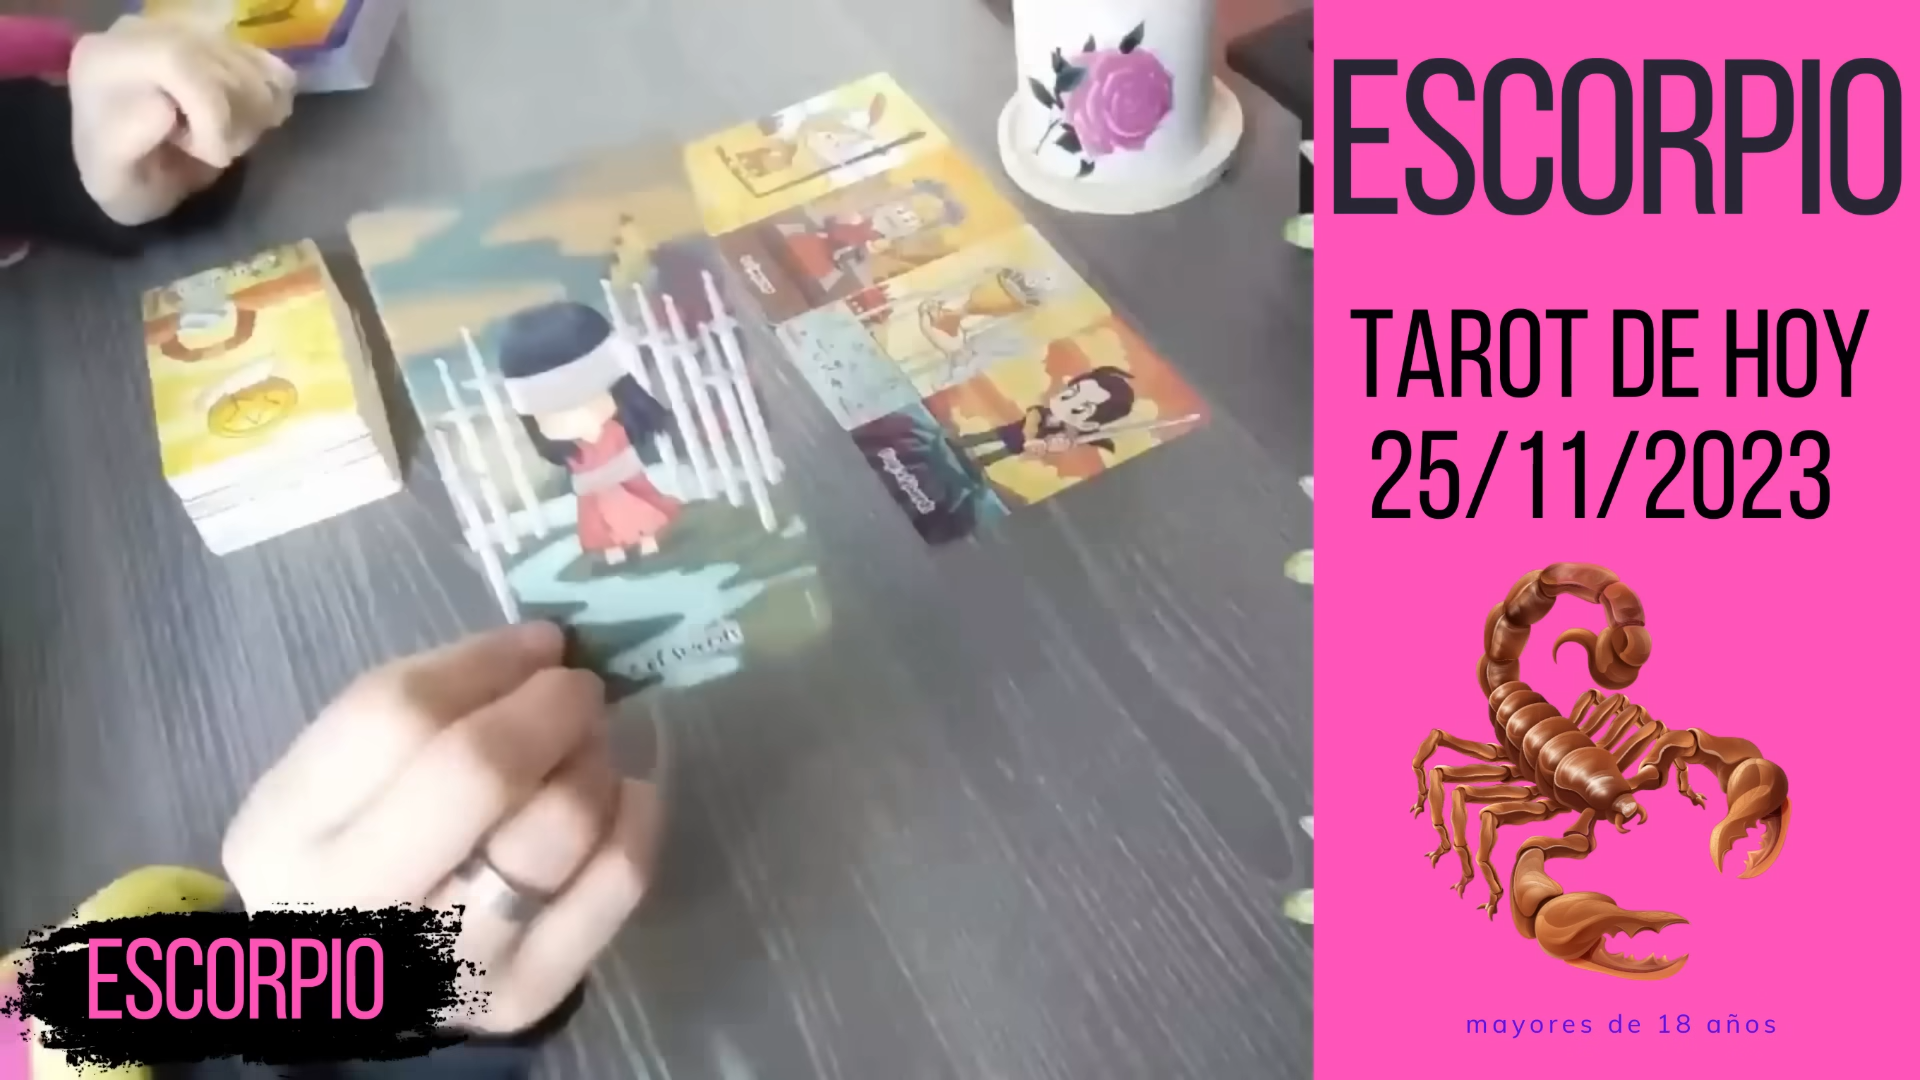 ESCORPIO
TAROT DE HOY
25/11/2023
mayores de 18 años
ESCORPIO